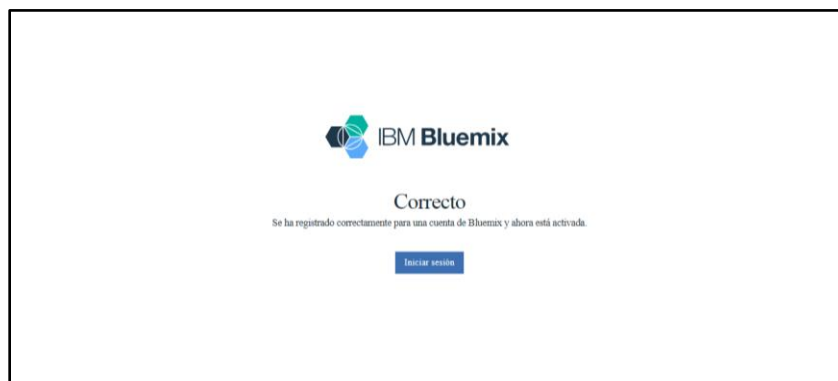 IBM Bluemix
Correcto
Se ha registrado correctamente para una cuenta de Bluemix y ahora está activada.
Iniciar sesión